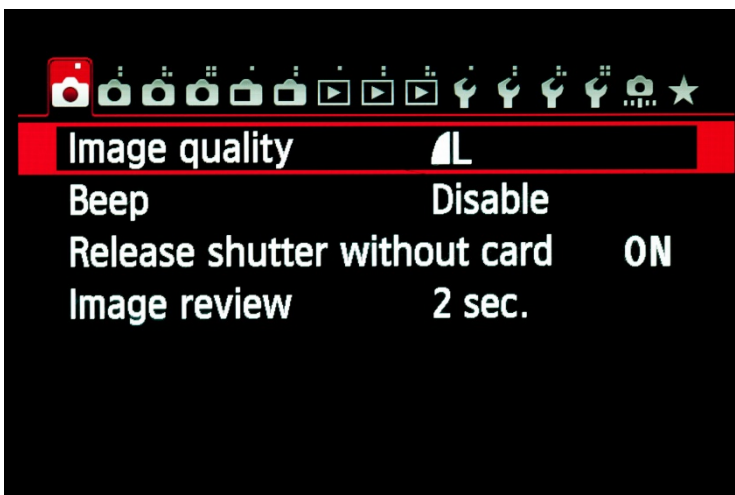 Image quality L
Beep Disable
Release shutter without card ON
Image review 2 sec.